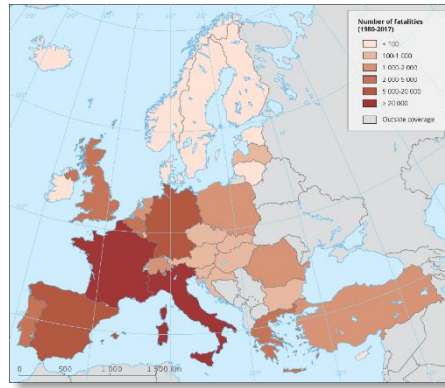 Number of fatalities
(1980-2017)
< 100
100-1 000
1 000-2 000
2 000-5 000
5 000-20 000
> 20 000
Outside coverage
0 500 1 000 1 500 km